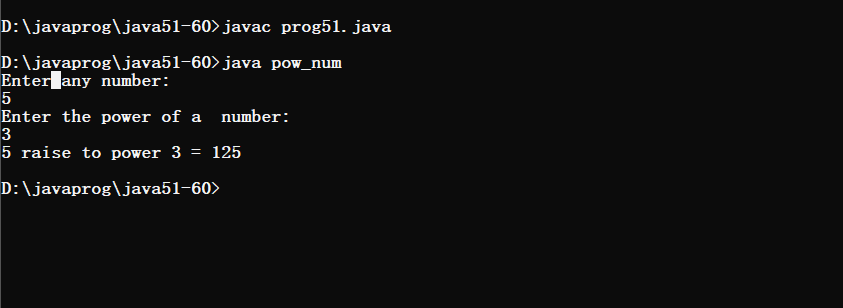 D:\javaprog\java51-60>javac prog51.java
D:\javaprog\java51-60>java pow_num
Enter any number:
5
Enter the power of a  number:
3
5 raise to power 3 = 125
D:\javaprog\java51-60>